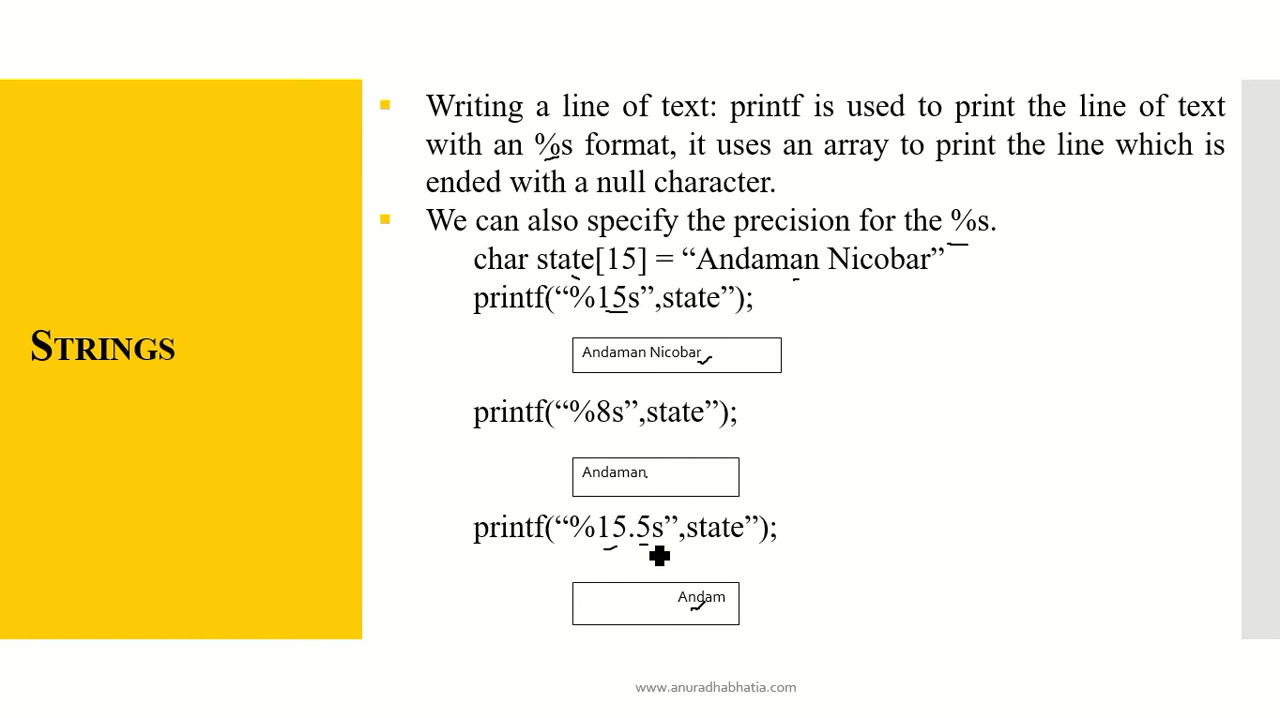 STRINGS
▪ Writing a line of text: printf is used to print the line of text
with an %s format, it uses an array to print the line which is
ended with a null character.
▪ We can also specify the precision for the %s.
char state[15] = “Andaman Nicobar”
printf(“%15s”,state”);
Andaman Nicobar
printf(“%8s”,state”);
Andaman
printf(“%15.5s”,state”);
Andam
www.anuradhabhatia.com